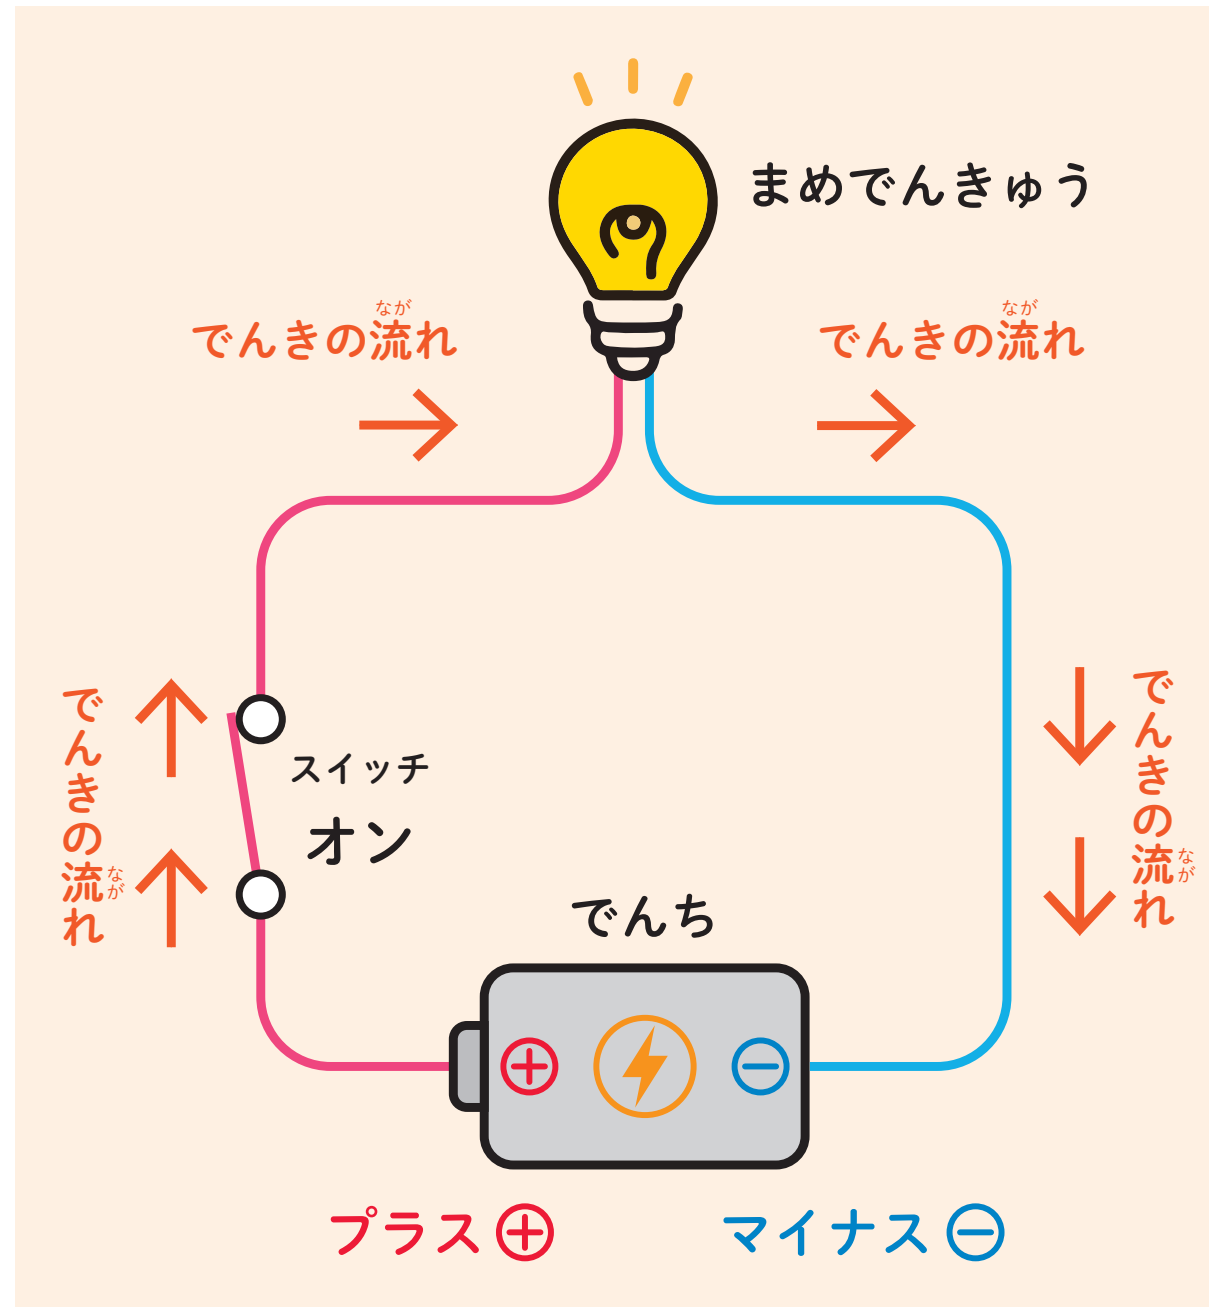 まめでんきゅう
なが
でんきの流れ
なが
でんきの流れ
でんきの流れ
なが
スイッチ
オン
でんきの流れ
なが
でんち
プラス
マイナス